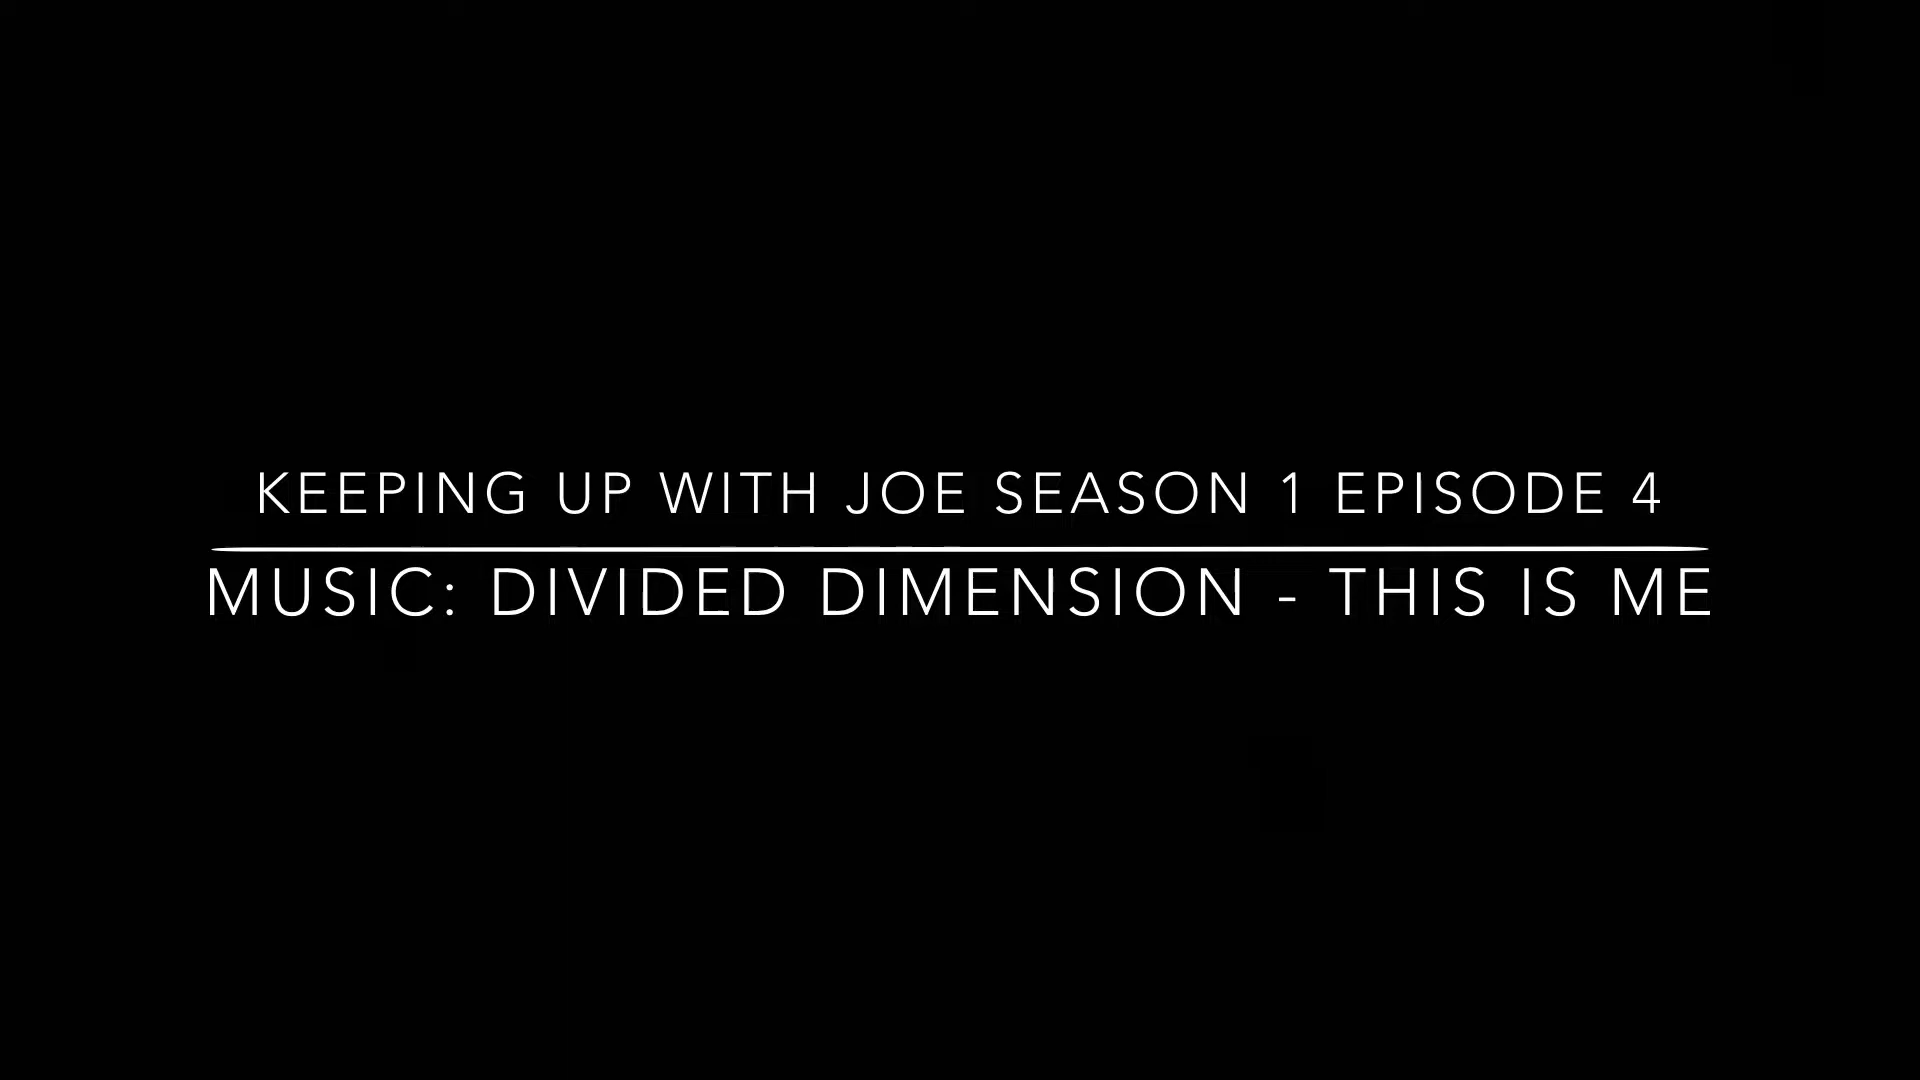 KEEPING UP WITH JOE SEASON 1 EPISODE 4
MUSIC: DIVIDED DIMENSION - THIS IS ME